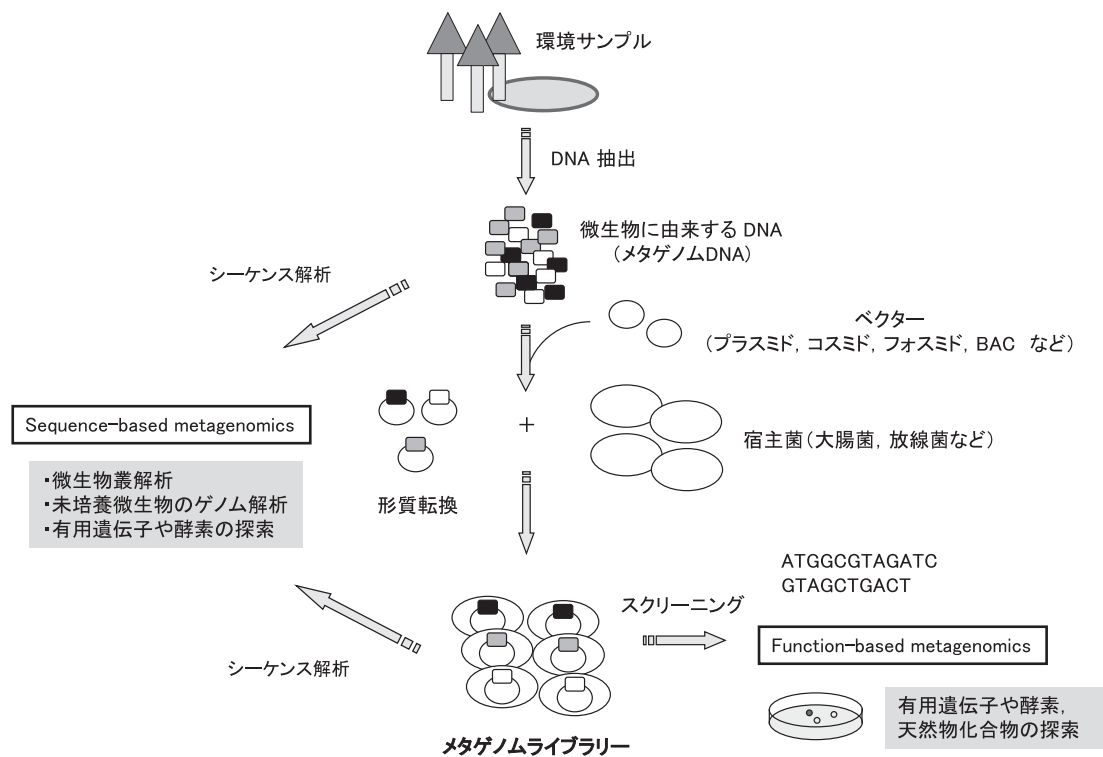 環境サンプル
DNA 抽出
微生物に由来する DNA
（メタゲノムDNA）
シーケンス解析
ベクター
（プラスミド，コスミド，フォスミド，BAC など）
Sequence-based metagenomics
・微生物叢解析
・未培養微生物のゲノム解析
・有用遺伝子や酵素の探索
+
宿主菌（大腸菌，放線菌など）
形質転換
ATGGCGTAGATC
GTAGCTGACT
スクリーニング
Function-based metagenomics
シーケンス解析
有用遺伝子や酵素，
天然物化合物の探索
メタゲノムライブラリー